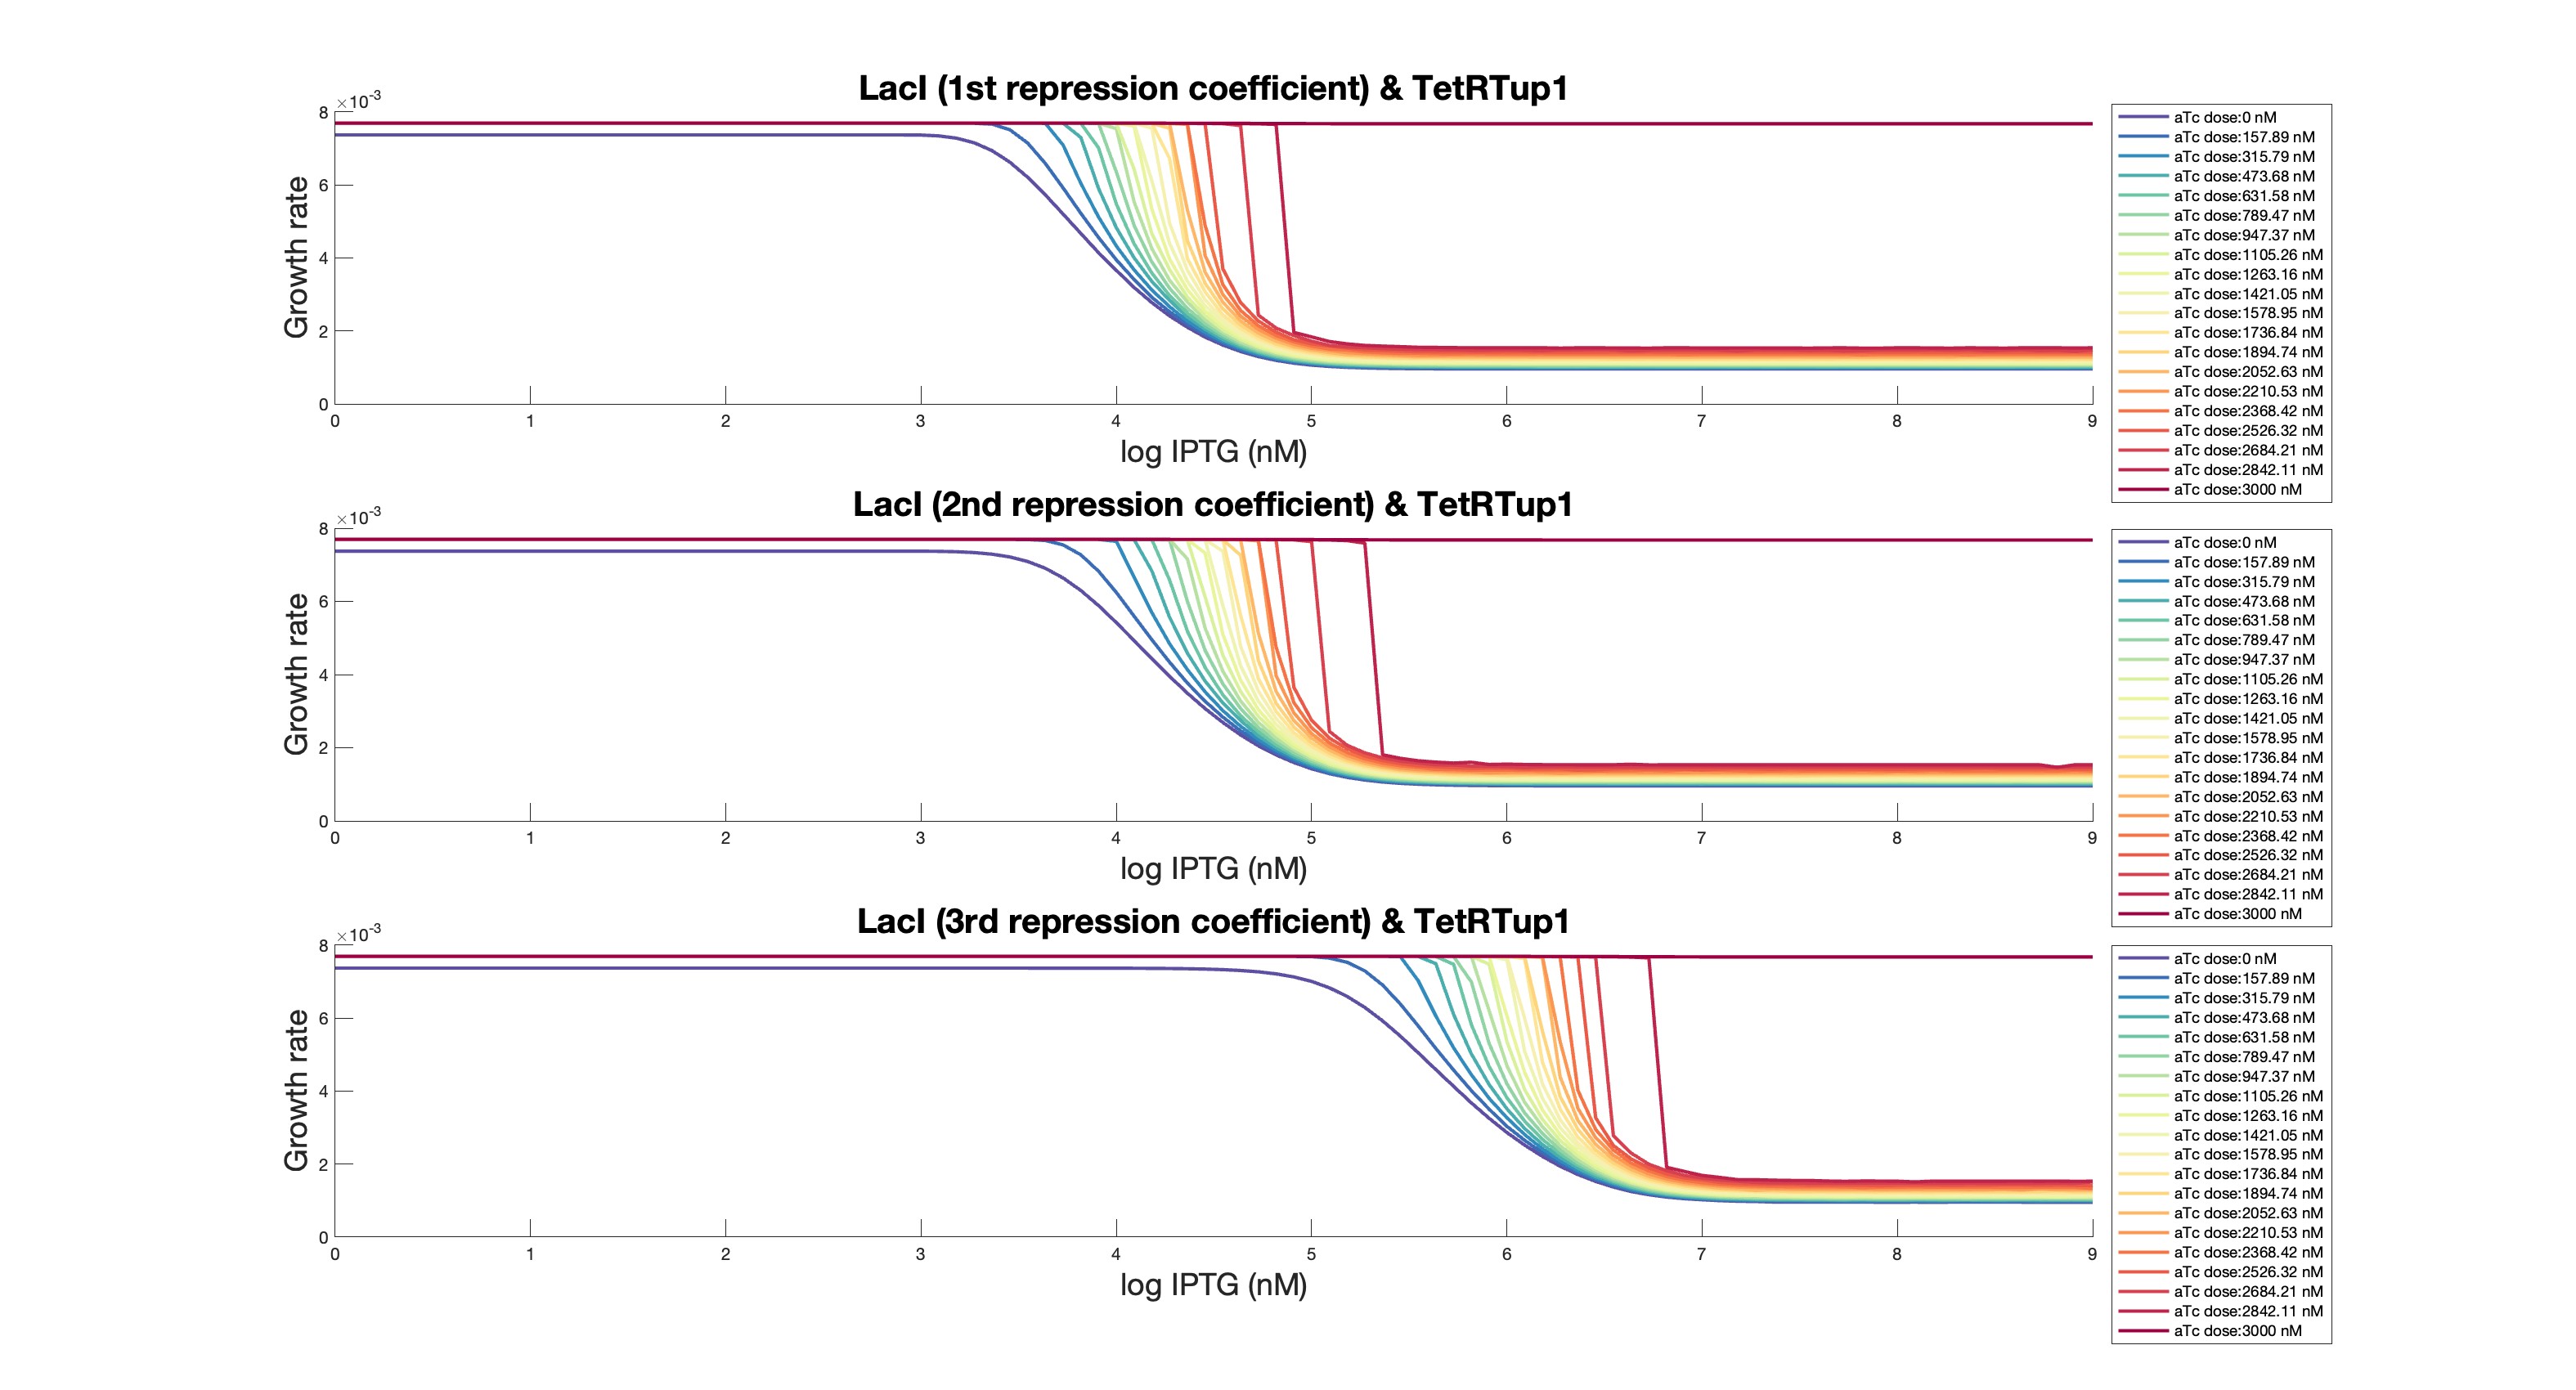 LacI (1st repression coefficient) & TetRTup1
×10-3
8
6
4
2
0
Growth rate
0 1 2 3 4 5 6 7 8 9
log IPTG (nM)
aTc dose:0 nM
aTc dose:157.89 nM
aTc dose:315.79 nM
aTc dose:473.68 nM
aTc dose:631.58 nM
aTc dose:789.47 nM
aTc dose:947.37 nM
aTc dose:1105.26 nM
aTc dose:1263.16 nM
aTc dose:1421.05 nM
aTc dose:1578.95 nM
aTc dose:1736.84 nM
aTc dose:1894.74 nM
aTc dose:2052.63 nM
aTc dose:2210.53 nM
aTc dose:2368.42 nM
aTc dose:2526.32 nM
aTc dose:2684.21 nM
aTc dose:2842.11 nM
aTc dose:3000 nM
LacI (2nd repression coefficient) & TetRTup1
×10-3
8
6
4
2
0
Growth rate
0 1 2 3 4 5 6 7 8 9
log IPTG (nM)
aTc dose:0 nM
aTc dose:157.89 nM
aTc dose:315.79 nM
aTc dose:473.68 nM
aTc dose:631.58 nM
aTc dose:789.47 nM
aTc dose:947.37 nM
aTc dose:1105.26 nM
aTc dose:1263.16 nM
aTc dose:1421.05 nM
aTc dose:1578.95 nM
aTc dose:1736.84 nM
aTc dose:1894.74 nM
aTc dose:2052.63 nM
aTc dose:2210.53 nM
aTc dose:2368.42 nM
aTc dose:2526.32 nM
aTc dose:2684.21 nM
aTc dose:2842.11 nM
aTc dose:3000 nM
LacI (3rd repression coefficient) & TetRTup1
×10-3
8
6
4
2
0
Growth rate
0 1 2 3 4 5 6 7 8 9
log IPTG (nM)
aTc dose:0 nM
aTc dose:157.89 nM
aTc dose:315.79 nM
aTc dose:473.68 nM
aTc dose:631.58 nM
aTc dose:789.47 nM
aTc dose:947.37 nM
aTc dose:1105.26 nM
aTc dose:1263.16 nM
aTc dose:1421.05 nM
aTc dose:1578.95 nM
aTc dose:1736.84 nM
aTc dose:1894.74 nM
aTc dose:2052.63 nM
aTc dose:2210.53 nM
aTc dose:2368.42 nM
aTc dose:2526.32 nM
aTc dose:2684.21 nM
aTc dose:2842.11 nM
aTc dose:3000 nM